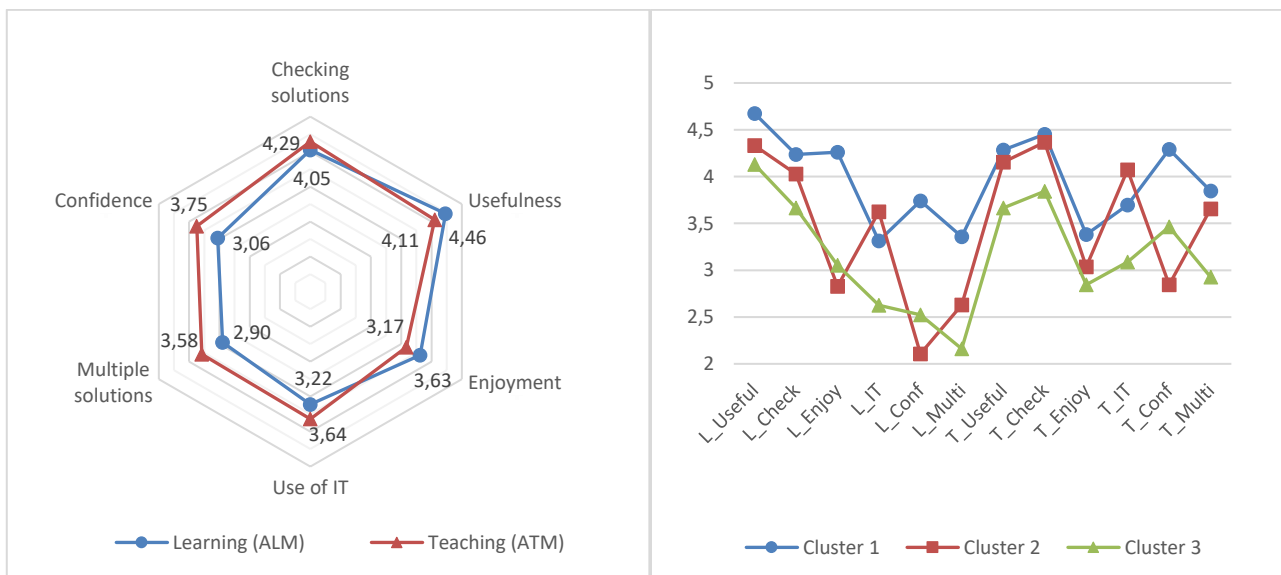 Checking
solutions
4,29
4,05
Confidence
3,75
3,06
Usefulness
4,11
4,46
3,58
2,90
3,17
Multiple
solutions
3,22
3,63
Enjoyment
3,64
Use of IT
Learning (ALM)
Teaching (ATM)
5
4,5
4
3,5
3
2,5
2
L_Useful
L_Check
L_Enjoy
L_IT
L_Conf
L_Multi
T_Useful
T_Check
T_Enjoy
T_IT
T_Conf
T_Multi
Cluster 1
Cluster 2
Cluster 3